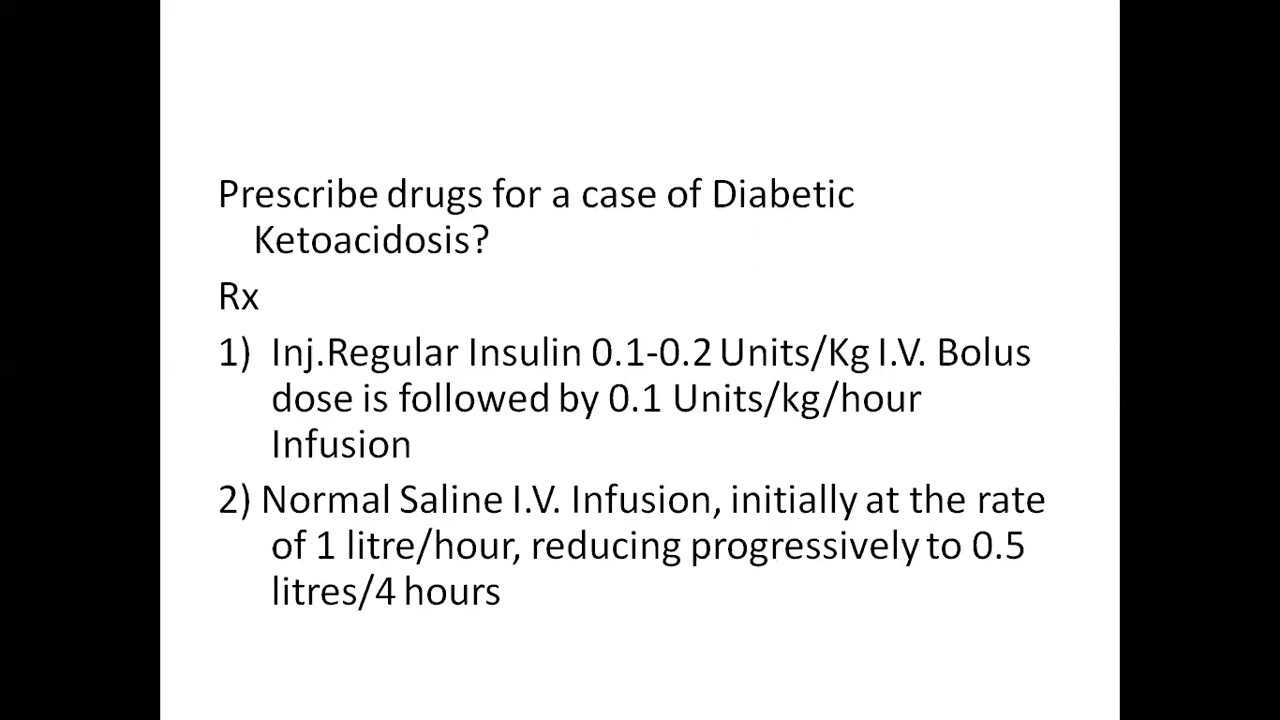 Prescribe drugs for a case of Diabetic
Ketoacidosis?
Rx
1) Inj.Regular Insulin 0.1-0.2 Units/Kg I.V. Bolus
dose is followed by 0.1 Units/kg/hour
Infusion
2) Normal Saline I.V. Infusion, initially at the rate
of 1 litre/hour, reducing progressively to 0.5
litres/4 hours